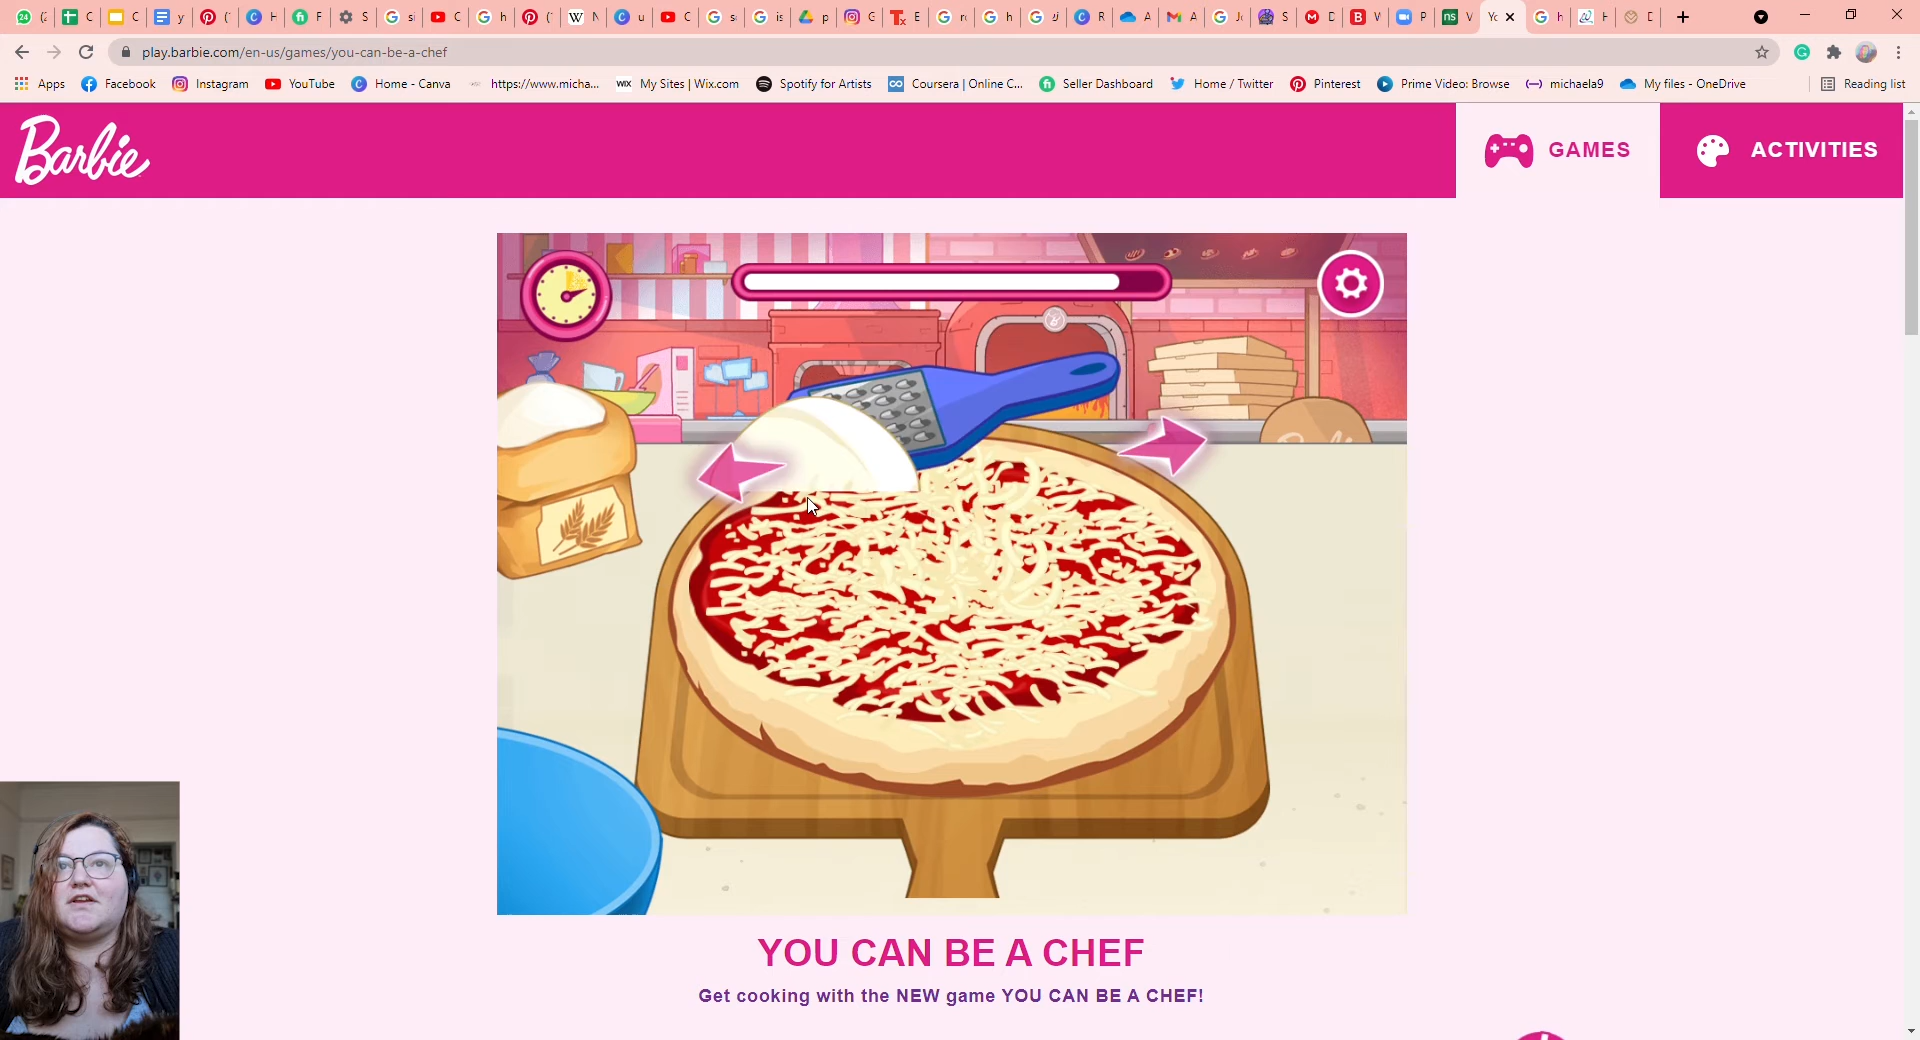 play.barbie.com/en-us/games/you-can-be-a-chef
Apps
Facebook
Instagram
YouTube
Home - Canva
https://www.micha...
WIX My Sites | Wix.com
Spotify for Artists
Coursera | Online C...
Seller Dashboard
Home / Twitter
Pinterest
Prime Video: Browse
michaela9
My files - OneDrive
Reading list
Barbie
GAMES
ACTIVITIES
YOU CAN BE A CHEF
Get cooking with the NEW game YOU CAN BE A CHEF!